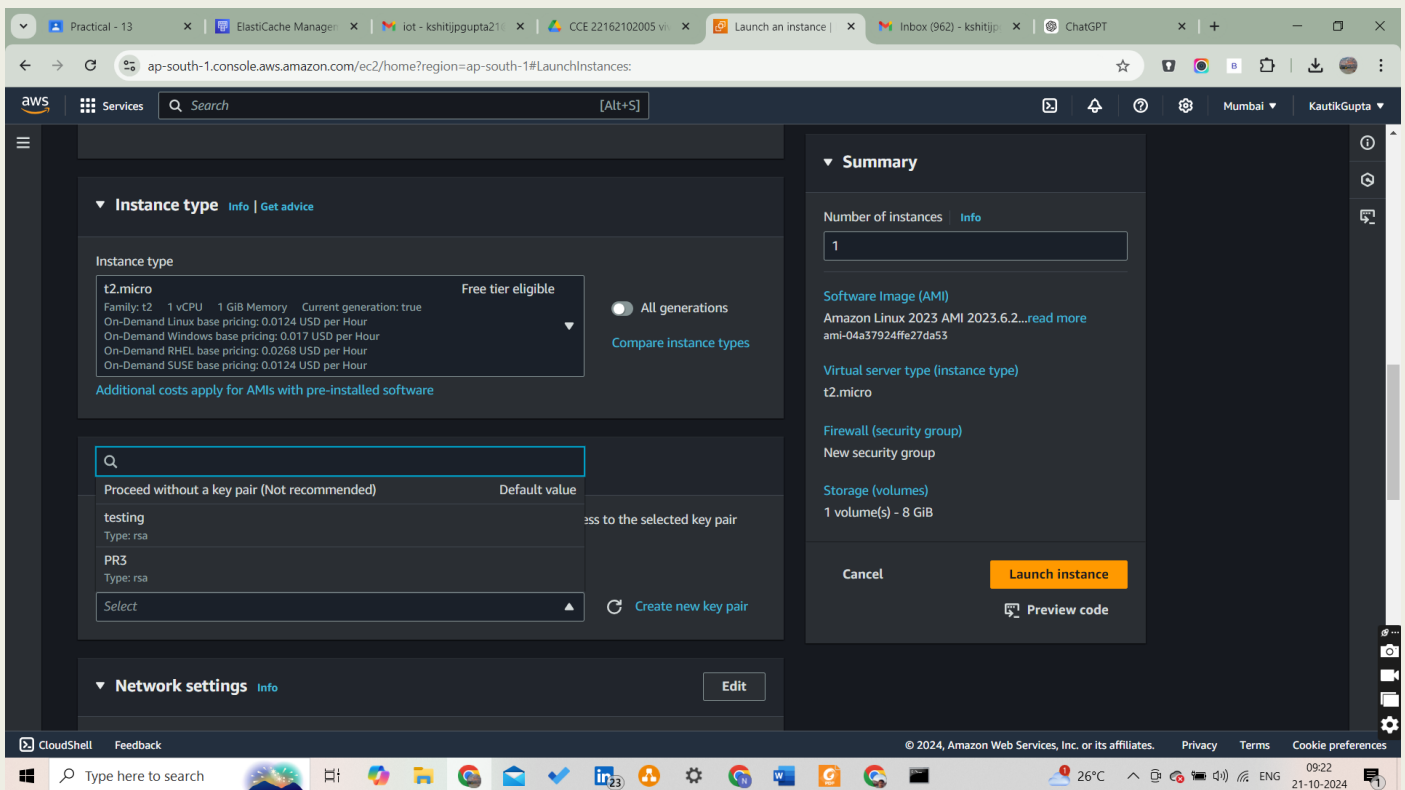 Practical - 13
ElastiCache Manager
iot - kshitijpgupta21
CCE 22162102005 vi
Launch an instance |
Inbox (962) - kshitijp
ChatGPT
ap-south-1.console.aws.amazon.com/ec2/home?region=ap-south-1#LaunchInstances:
aws
Services
Search
[Alt+S]
Mumbai
KautikGupta
Instance type
Info | Get advice
Instance type
t2.micro
Free tier eligible
Family: t2 1 vCPU 1 GiB Memory Current generation: true
On-Demand Linux base pricing: 0.0124 USD per Hour
On-Demand Windows base pricing: 0.017 USD per Hour
On-Demand RHEL base pricing: 0.0268 USD per Hour
On-Demand SUSE base pricing: 0.0124 USD per Hour
All generations
Compare instance types
Additional costs apply for AMIs with pre-installed software
Proceed without a key pair (Not recommended)
Default value
testing
Type: rsa
ess to the selected key pair
PR3
Type: rsa
Select
Create new key pair
Network settings
Info
Edit
Summary
Number of instances
Info
1
Software Image (AMI)
Amazon Linux 2023 AMI 2023.6.2...read more
ami-04a37924ffe27da53
Virtual server type (instance type)
t2.micro
Firewall (security group)
New security group
Storage (volumes)
1 volume(s) - 8 GiB
Cancel
Launch instance
Preview code
CloudShell
Feedback
© 2024, Amazon Web Services, Inc. or its affiliates.
Privacy
Terms
Cookie preferences
Type here to search
23
26°C
ENG
09:22
21-10-2024